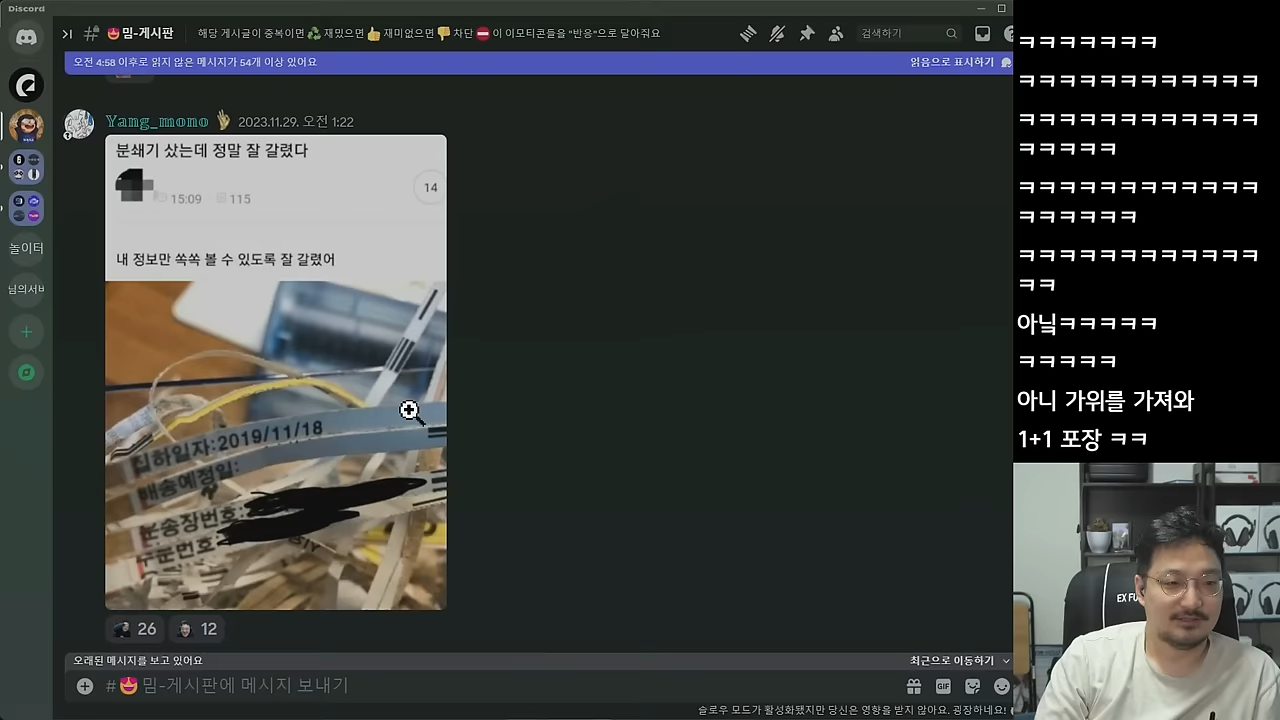 Discord
밈-게시판
해당 게시글이 중복이면 재밌으면 재미없으면 차단 이 이모티콘들을 "반응"으로 달아줘요
검색하기
오전 4:58 이후로 읽지 않은 메시지가 54개 이상 있어요
읽음으로 표시하기
Yang_mono
2023.11.29. 오전 1:22
분쇄기 샀는데 정말 잘 갈렸다
15:09
115
14
내 정보만 쏙쏙 볼 수 있도록 잘 갈렸어
집하일자:2019/11/18
배송예정일:
운송장번호:
주문번호
26
12
놀이터
님의서버
오래된 메시지를 보고 있어요
최근으로 이동하기
#밈-게시판에 메시지 보내기
GIF
슬로우 모드가 활성화됐지만 당신은 영향을 받지 않아요. 굉장하네요!
ㅋㅋㅋㅋㅋㅋㅋ
ㅋㅋㅋㅋㅋㅋㅋㅋㅋㅋㅋㅋ
ㅋㅋㅋㅋㅋㅋㅋㅋㅋㅋㅋㅋ
ㅋㅋㅋㅋㅋ
ㅋㅋㅋㅋㅋㅋㅋㅋㅋㅋㅋㅋ
ㅋㅋㅋㅋㅋㅋ
ㅋㅋㅋㅋㅋㅋㅋㅋㅋㅋㅋㅋ
ㅋㅋ
아닠ㅋㅋㅋㅋㅋ
ㅋㅋㅋㅋㅋ
아니 가위를 가져와
1+1 포장 ㅋㅋ